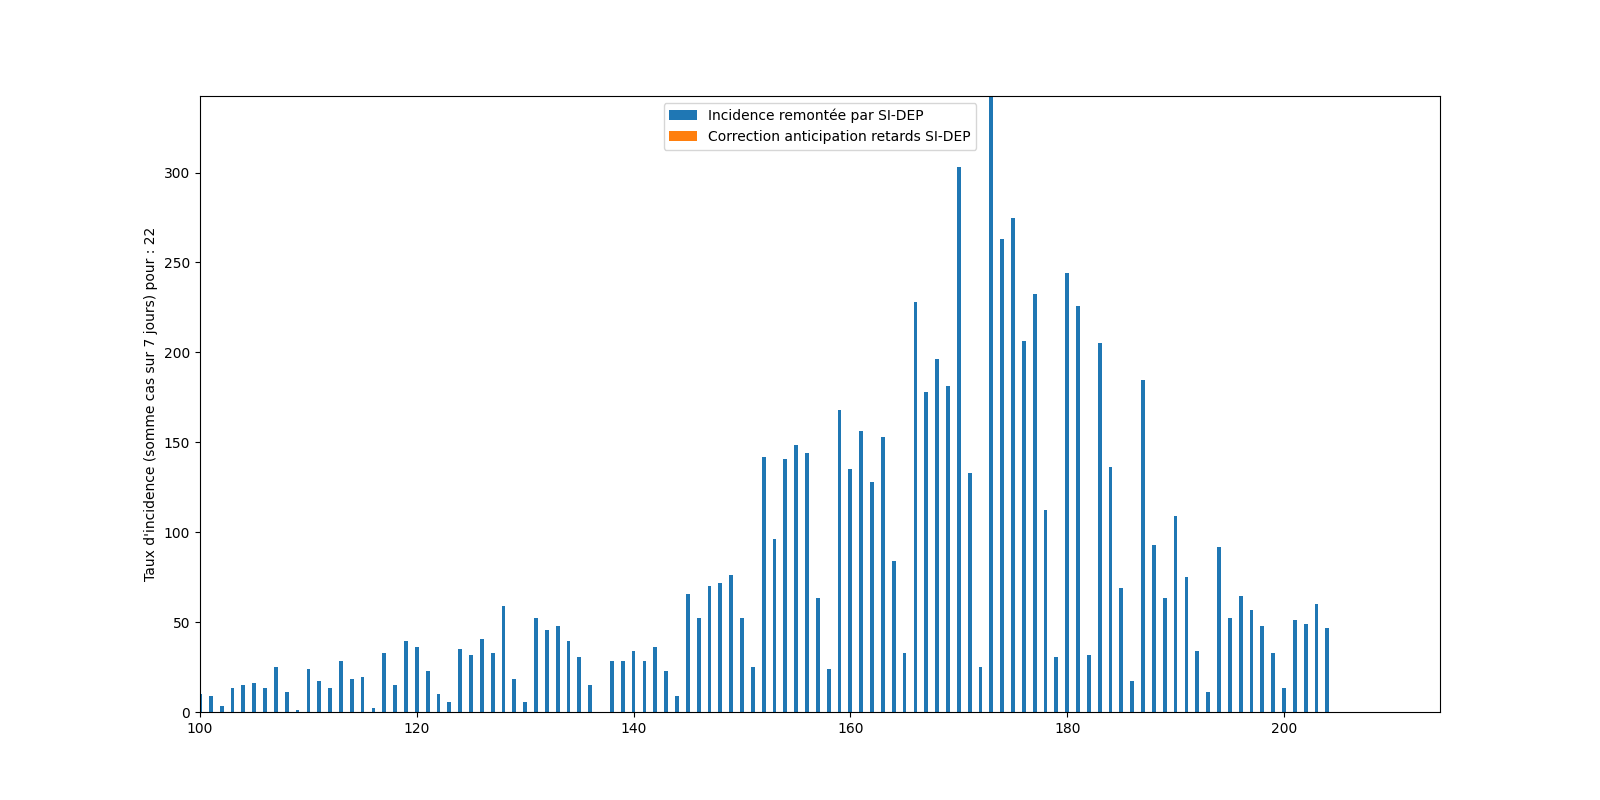 Incidence remontée par SI-DEP
Correction anticipation retards SI-DEP
Taux d'incidence (somme cas sur 7 jours) pour : 22
300
250
200
150
100
50
0
100 120 140 160 180 200